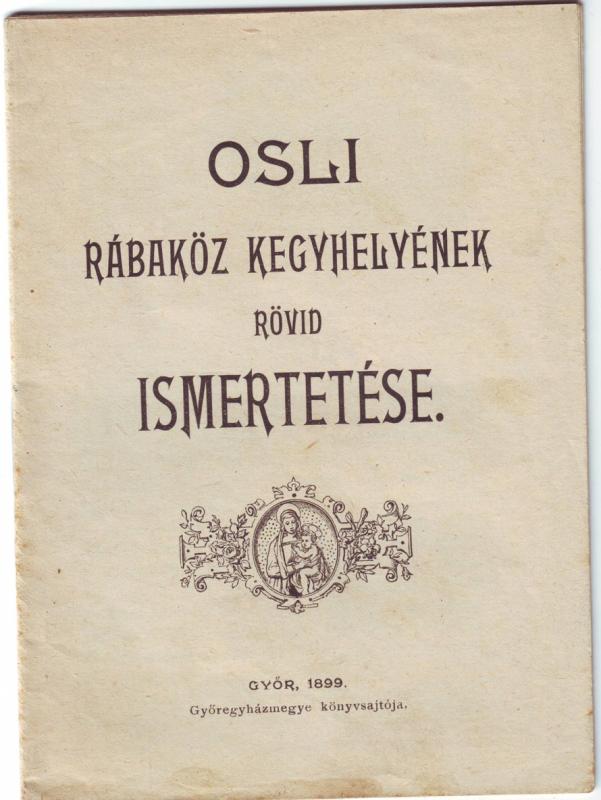 OSLI
RÁBAKÖZ KEGYHELYÉNEK
RÖVID
ISMERTETÉSE.
GYŐR, 1899.
Győregyházmegye könyvsajtója.